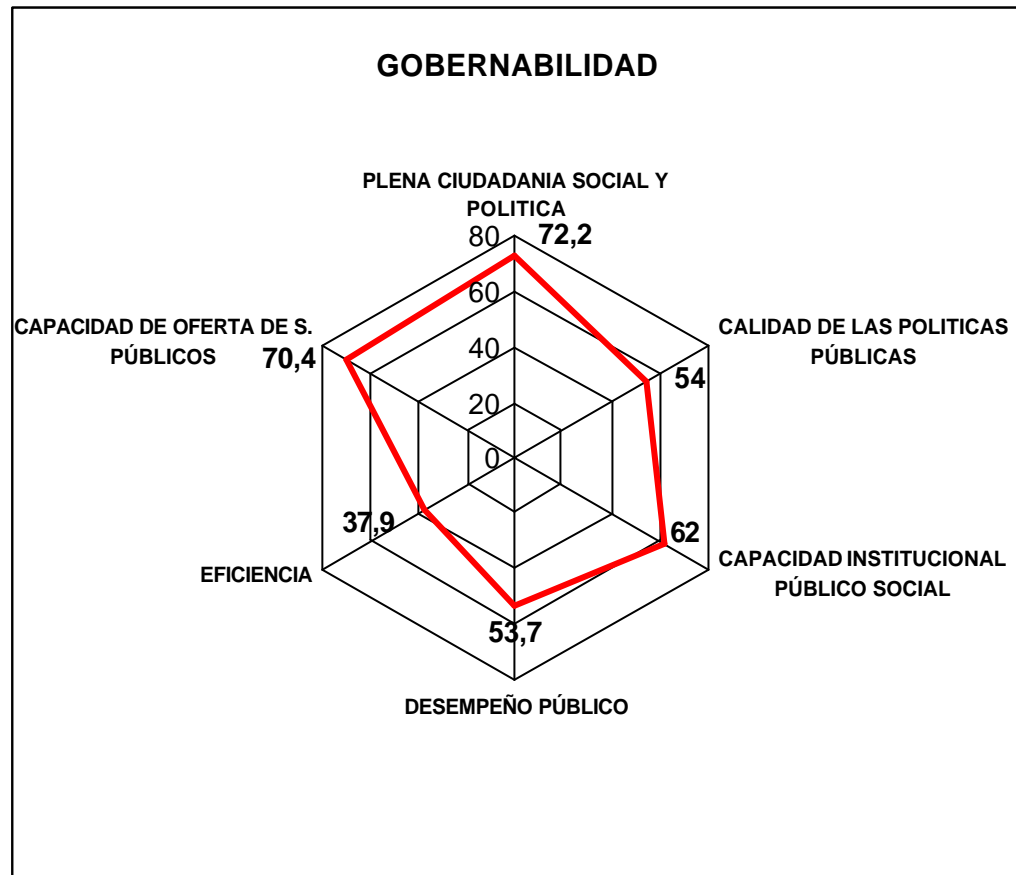 GOBERNABILIDAD
PLENA CIUDADANIA SOCIAL Y
POLITICA
80
72,2
60
40
20
0
CALIDAD DE LAS POLITICAS
PÚBLICAS
54
CAPACIDAD INSTITUCIONAL
PÚBLICO SOCIAL
62
53,7
DESEMPEÑO PÚBLICO
37,9
EFICIENCIA
CAPACIDAD DE OFERTA DE S.
PÚBLICOS
70,4